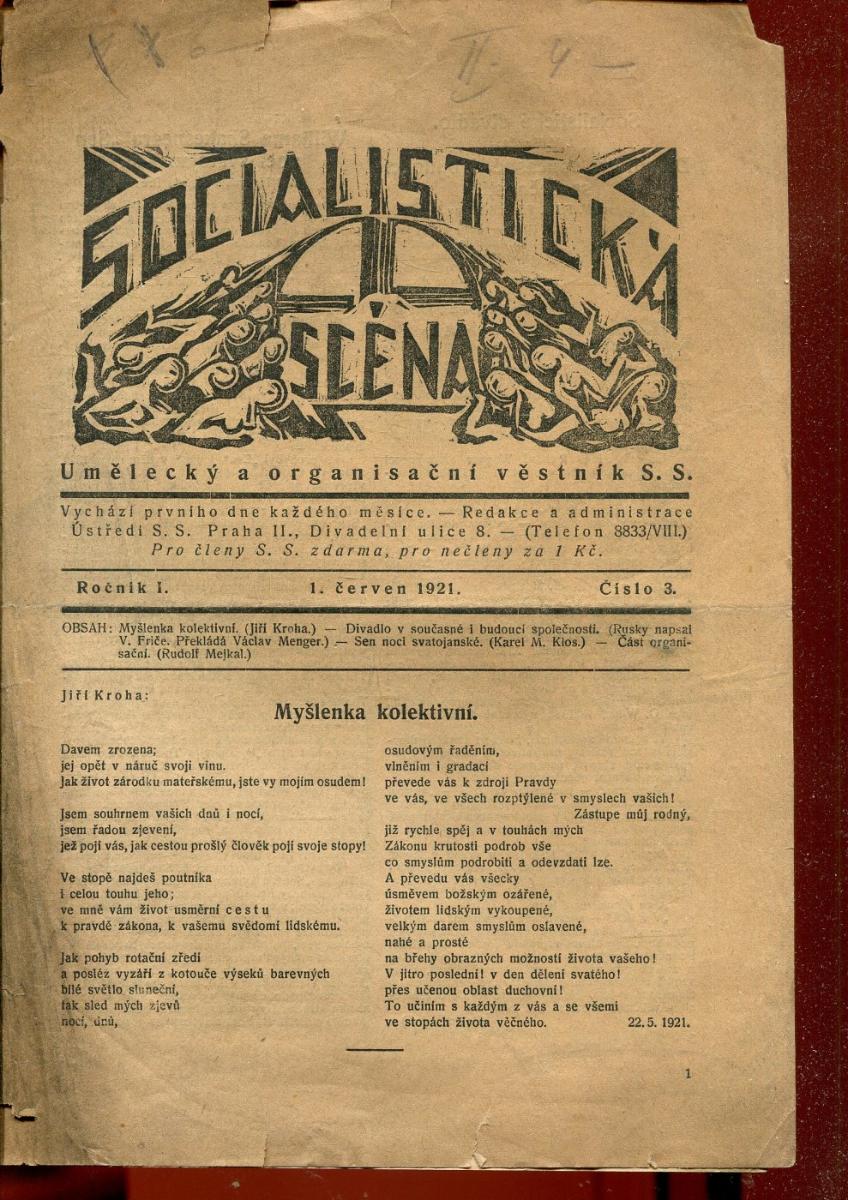 II. 4 —
SOCIALISTICKÁ
SCÉNA
Umělecký a organisační věstník S. S.
Vychází prvního dne každého měsíce. — Redakce a administrace
Ústředí S. S. Praha II., Divadelní ulice 8. — (Telefon 8833/VIII.)
Pro členy S. S. zdarma, pro nečleny za 1 Kč.
Ročník I. 1. červen 1921. Číslo 3.
OBSAH: Myšlenka kolektivní. (Jiří Kroha.) — Divadlo v současné i budoucí společnosti. (Rusky napsal
V. Friče. Překládá Václav Menger.) — Sen noci svatojanské. (Karel M. Klos.) — Část organi-
sační. (Rudolf Mejkal.)
Jiří Kroha:
Myšlenka kolektivní.
Davem zrozena;
jej opět v náruč svoji vinu.
Jak život zárodku mateřskému, jste vy mojím osudem!
Jsem souhrnem vašich dnů i nocí,
jsem řadou zjevení,
jež pojí vás, jak cestou prošlý člověk pojí svoje stopy!
Ve stopě najdeš poutníka
i celou touhu jeho;
ve mně vám život usměrní cestu
k pravdě zákona, k vašemu svědomí lidskému.
Jak pohyb rotační zředí
a posléz vyzáří z kotouče výseků barevných
bílé světlo sluneční,
tak sled mých zjevů
nocí, dnů,
osudovým řaděním,
vlněním i gradací
převede vás k zdroji Pravdy
ve vás, ve všech rozptýlené v smyslech vašich!
Zástupe můj rodný,
již rychle spěj a v touhách mých
Zákonu krutosti podrob vše
co smyslům podrobiti a odevzdati lze.
A převedu vás všecky
úsměvem božským ozářené,
životem lidským vykoupené,
velkým darem smyslům oslavené,
nahé a prosté
na břehy obrazných možností života vašeho!
V jitro poslední! v den dělení svatého!
přes učenou oblast duchovní!
To učiním s každým z vás a se všemi
ve stopách života věčného. 22. 5. 1921.
1